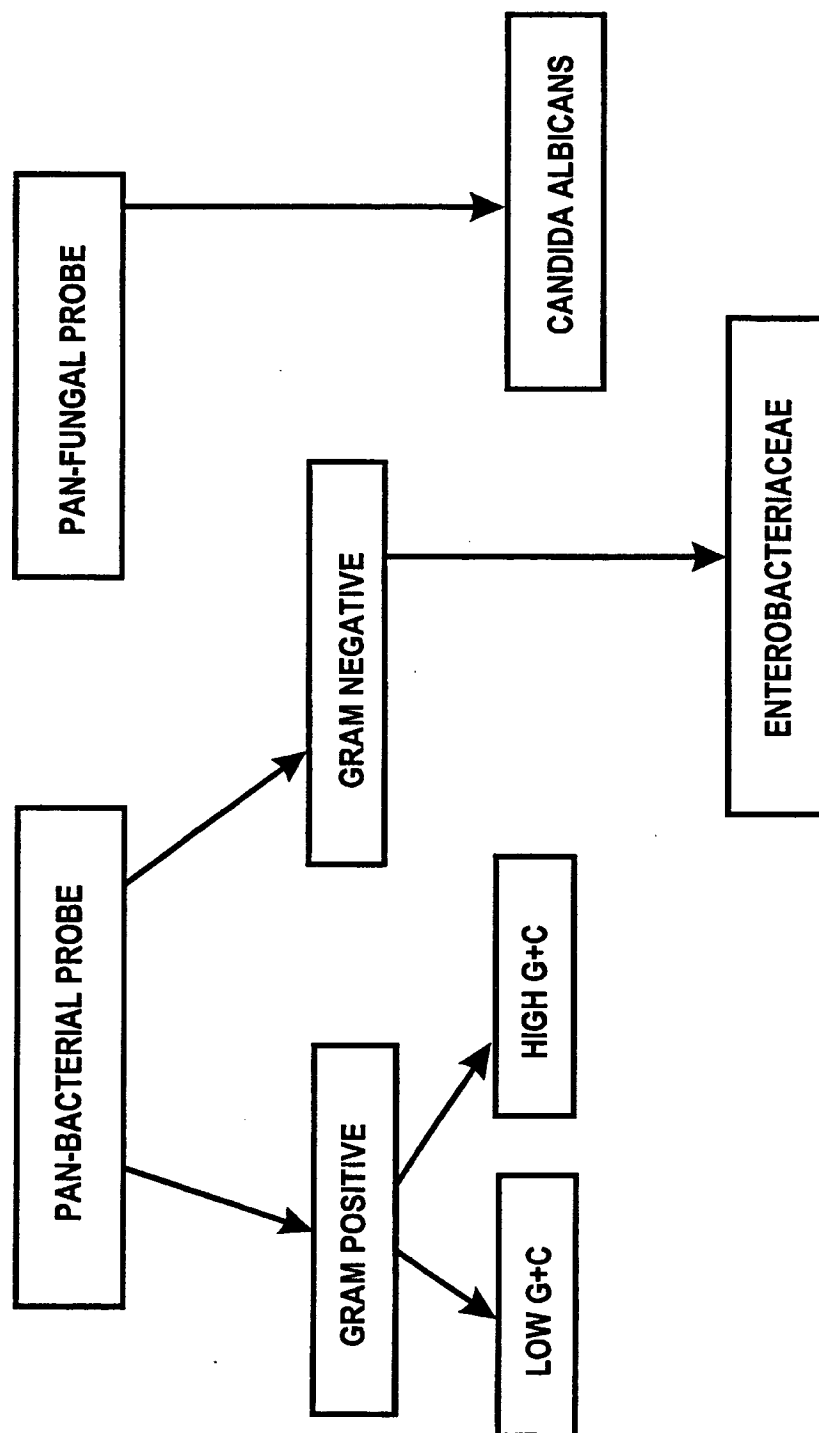 PAN-BACTERIAL PROBE
PAN-FUNGAL PROBE
GRAM POSITIVE
GRAM NEGATIVE
LOW G+C
HIGH G+C
CANDIDA ALBICANS
ENTEROBACTERIACEAE